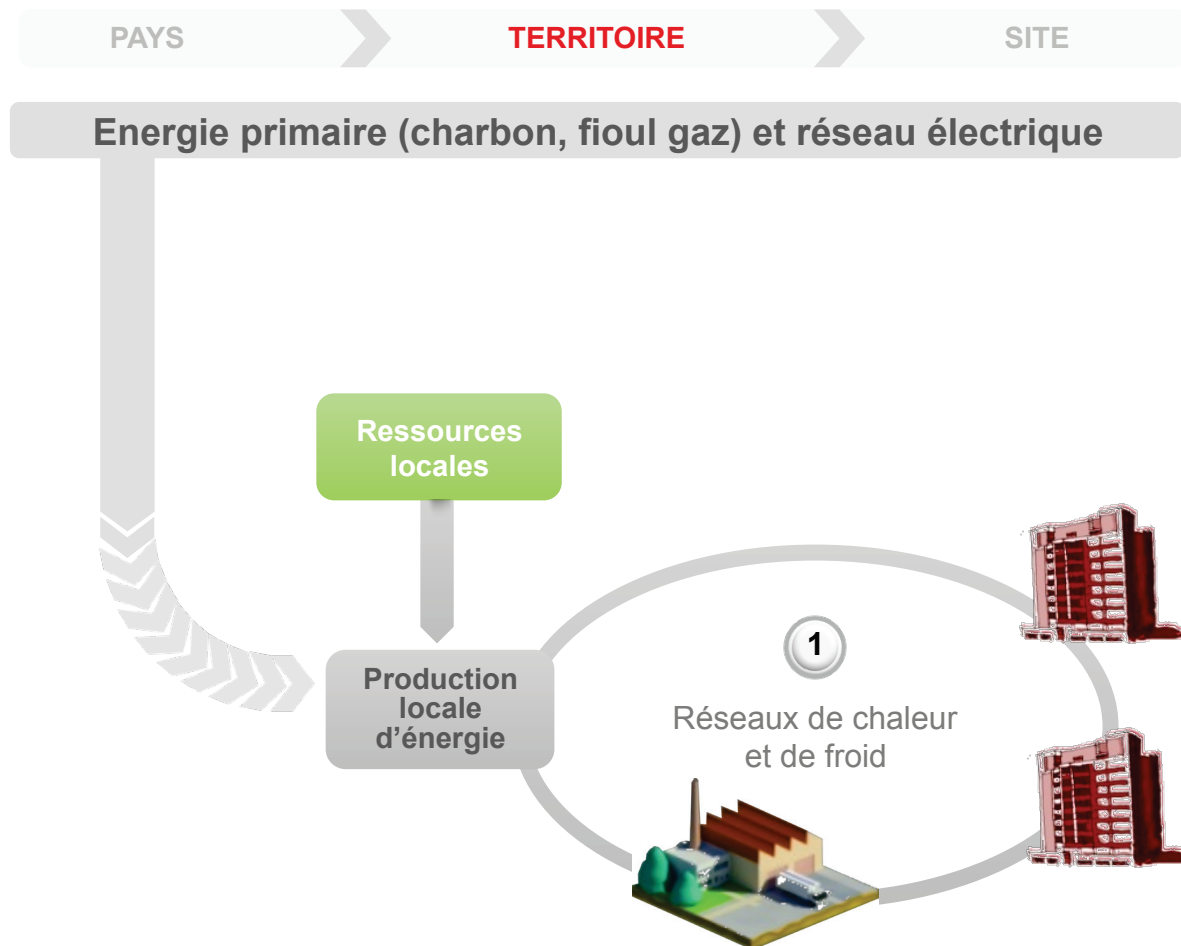 PAYS
TERRITOIRE
SITE
Energie primaire (charbon, fioul gaz) et réseau électrique
Ressources
locales
Production
locale
d’énergie
1
Réseaux de chaleur
et de froid